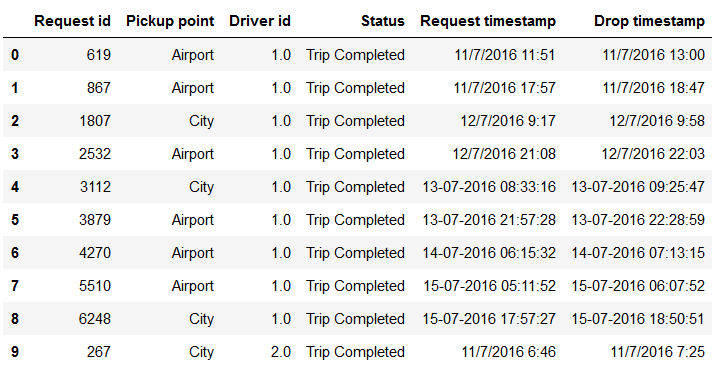 Request id Pickup point Driver id Status Request timestamp Drop timestamp
0 619 Airport 1.0 Trip Completed 11/7/2016 11:51 11/7/2016 13:00
1 867 Airport 1.0 Trip Completed 11/7/2016 17:57 11/7/2016 18:47
2 1807 City 1.0 Trip Completed 12/7/2016 9:17 12/7/2016 9:58
3 2532 Airport 1.0 Trip Completed 12/7/2016 21:08 12/7/2016 22:03
4 3112 City 1.0 Trip Completed 13-07-2016 08:33:16 13-07-2016 09:25:47
5 3879 Airport 1.0 Trip Completed 13-07-2016 21:57:28 13-07-2016 22:28:59
6 4270 Airport 1.0 Trip Completed 14-07-2016 06:15:32 14-07-2016 07:13:15
7 5510 Airport 1.0 Trip Completed 15-07-2016 05:11:52 15-07-2016 06:07:52
8 6248 City 1.0 Trip Completed 15-07-2016 17:57:27 15-07-2016 18:50:51
9 267 City 2.0 Trip Completed 11/7/2016 6:46 11/7/2016 7:25